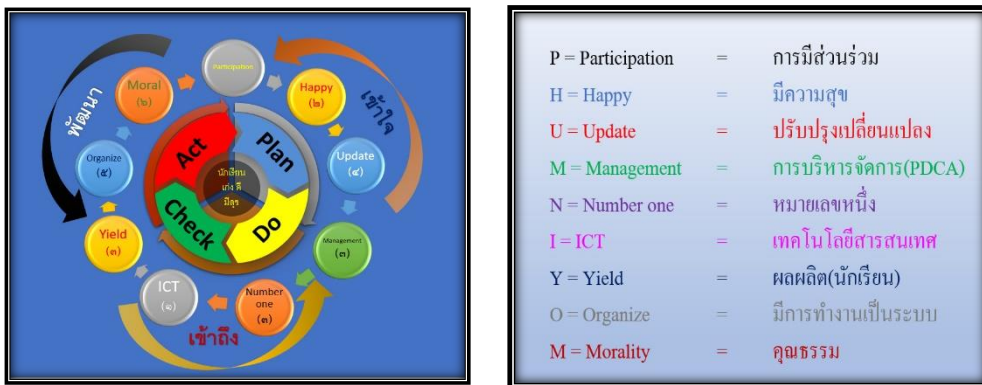 Participation
Happy
(๒)
Update
(๔)
Management
(๓)
Number
one
(๓)
ICT
(๑)
Yield
(๓)
Organize
(๕)
Moral
(๖)
เข้าใจ
เข้าถึง
พัฒนา
Plan
Do
Check
Act
นักเรียน
เก่ง ดี
มีสุข
P = Participation = การมีส่วนร่วม
H = Happy = มีความสุข
U = Update = ปรับปรุงเปลี่ยนแปลง
M = Management = การบริหารจัดการ(PDCA)
N = Number one = หมายเลขหนึ่ง
I = ICT = เทคโนโลยีสารสนเทศ
Y = Yield = ผลผลิต(นักเรียน)
O = Organize = มีการทำงานเป็นระบบ
M = Morality = คุณธรรม